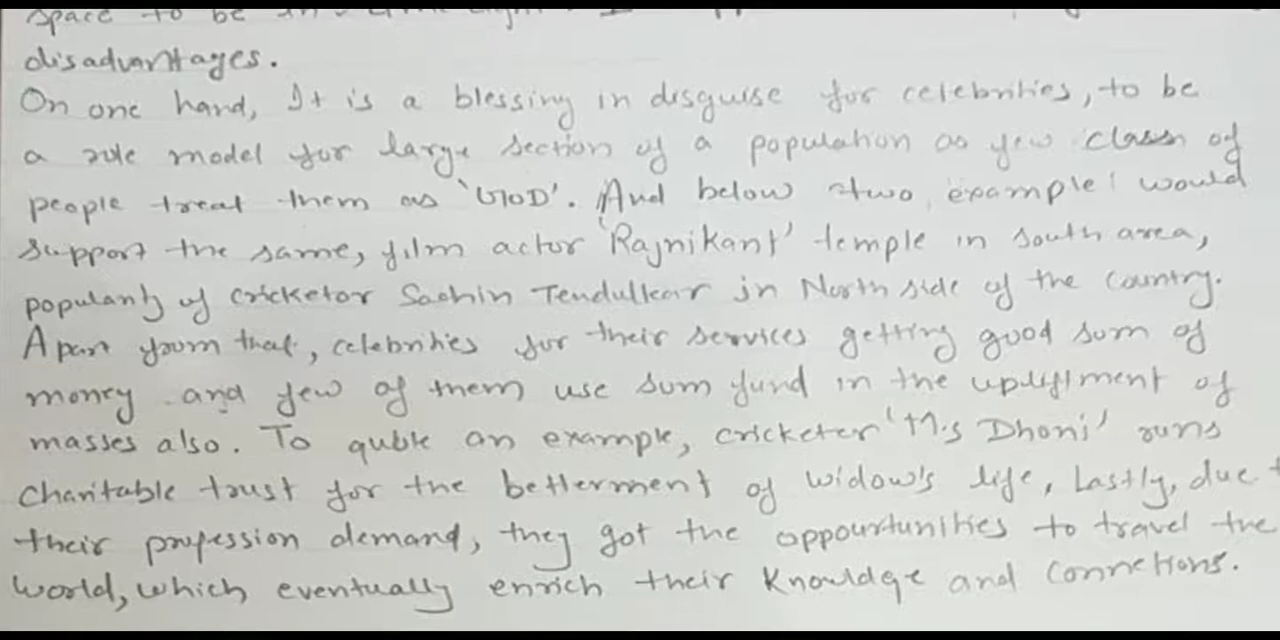 space to be
disadvantages.
On one hand, It is a blessing in disguise for celebrities, to be
a role model for large section of a population as few class of
people treat them as 'GOD'. And below two example would
support the same, film actor 'Rajnikant' temple in south area,
popularity of cricketor Sachin Tendulkar in North side of the country.
Apart from that, celebrities for their services getting good sum of
money and few of them use sum fund in the upliftment of
masses also. To qubte an example, cricketer 'M.S Dhoni' runs
charitable trust for the betterment of widow's life, Lastly, due t
their profession demand, they got the oppourtunities to travel the
world, which eventually enrich their Knowldge and connctions.